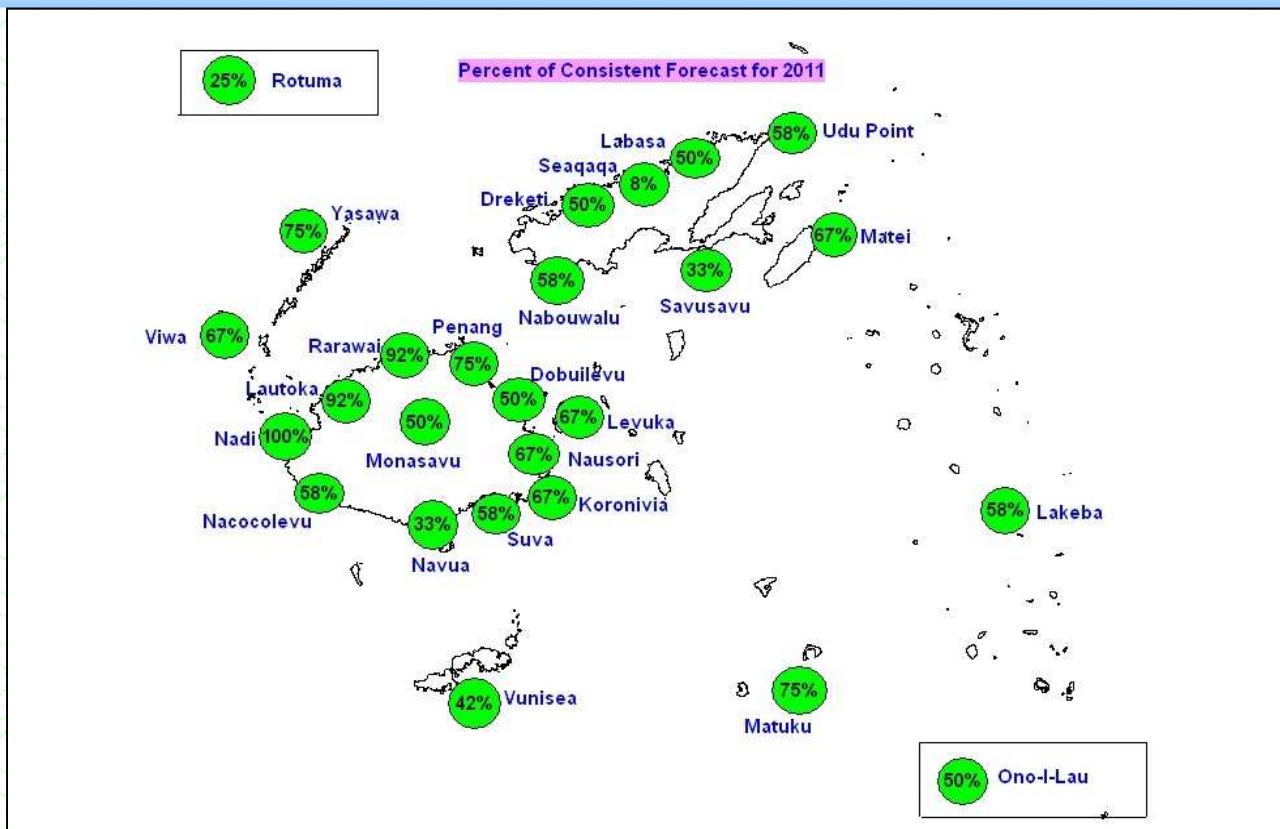 Percent of Consistent Forecast for 2011
25% Rotuma
58% Udu Point
Labasa
50%
Seaqaqa
8%
Dreketi
50%
75%
Yasawa
67% Matei
33%
Savusavu
58%
Nabouwalu
Viwa 67%
Penang
75%
Rarawai
92%
Dobuilevu
50%
Lautoka
92%
67% Levuka
50%
Monasavu
Nadi 100%
67% Nausori
58%
Nacocolevu
67% Koronivia
58%
Suva
33%
Navua
58% Lakeba
42% Vunisea
75%
Matuku
50% Ono-I-Lau